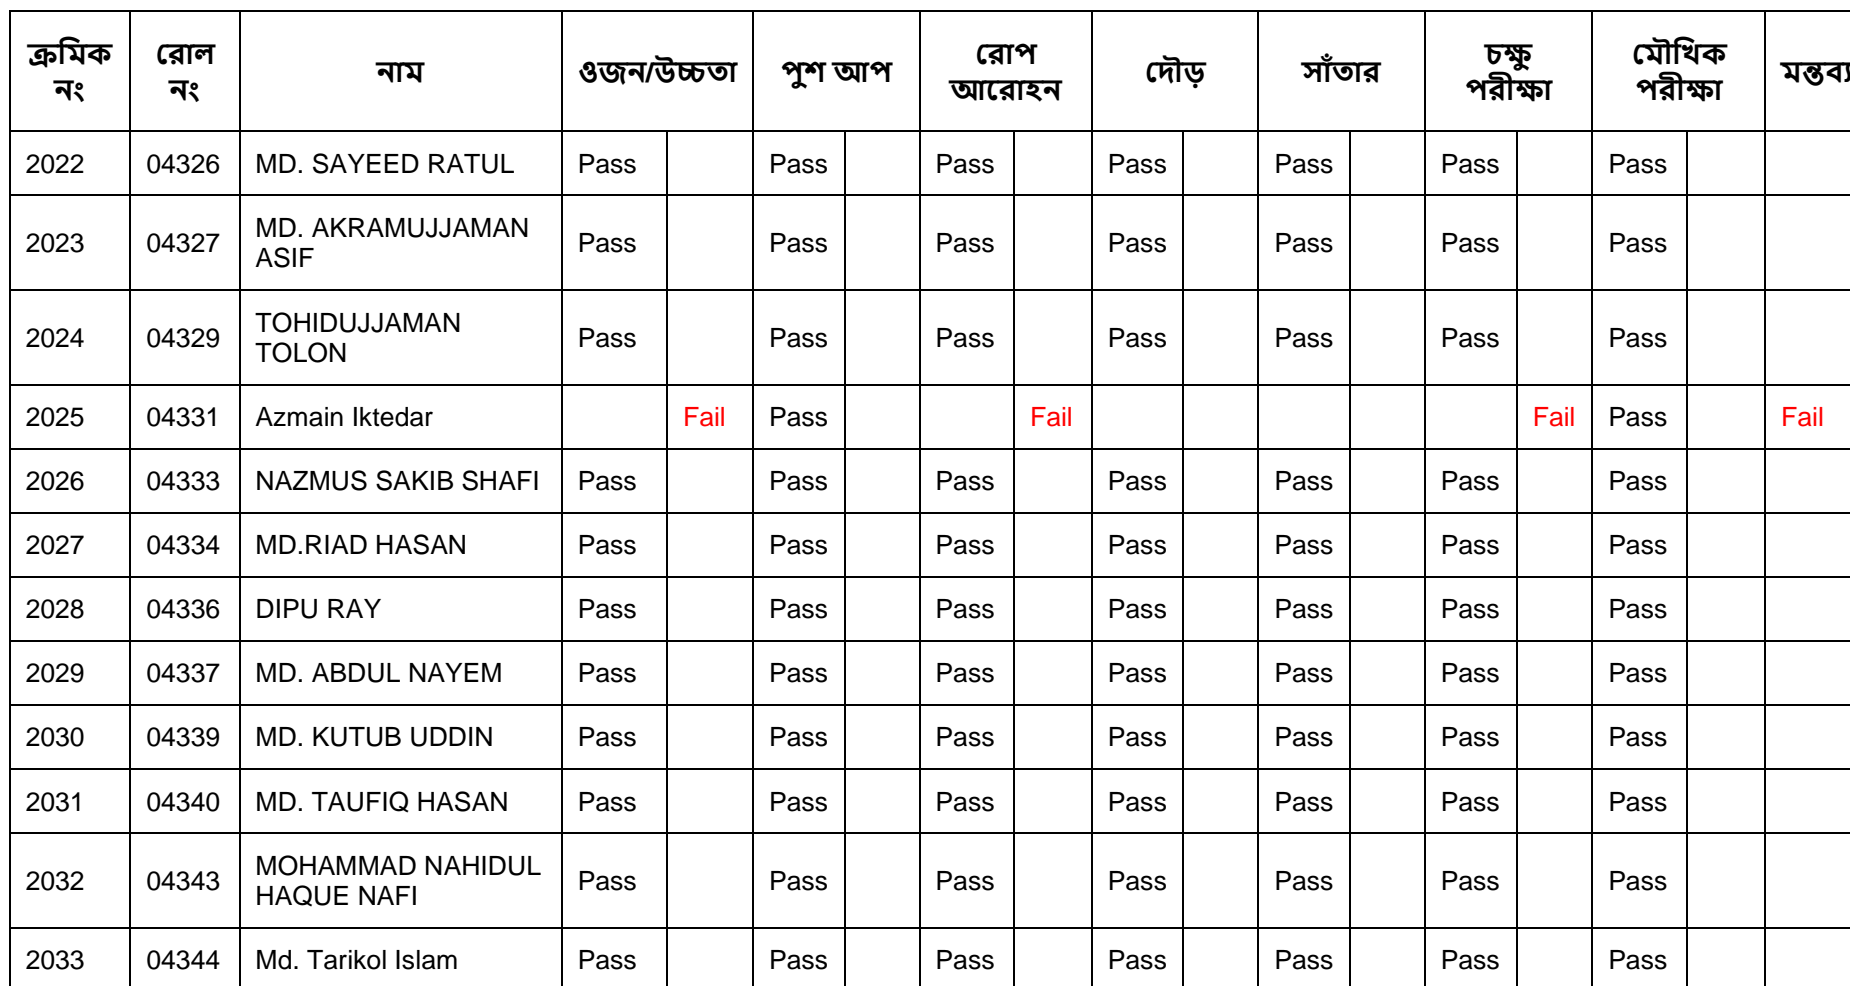 ক্রমিক নং রোল নং নাম ওজন/উচ্চতা পুশ আপ রোপ আরোহন দৌড় সাঁতার চক্ষু পরীক্ষা মৌখিক পরীক্ষা মন্তব্য
2022 04326 MD. SAYEED RATUL Pass Pass Pass Pass Pass Pass Pass
2023 04327 MD. AKRAMUJJAMAN ASIF Pass Pass Pass Pass Pass Pass Pass
2024 04329 TOHIDUJJAMAN TOLON Pass Pass Pass Pass Pass Pass Pass
2025 04331 Azmain Iktedar Fail Pass Fail Fail Pass Fail
2026 04333 NAZMUS SAKIB SHAFI Pass Pass Pass Pass Pass Pass Pass
2027 04334 MD.RIAD HASAN Pass Pass Pass Pass Pass Pass Pass
2028 04336 DIPU RAY Pass Pass Pass Pass Pass Pass Pass
2029 04337 MD. ABDUL NAYEM Pass Pass Pass Pass Pass Pass Pass
2030 04339 MD. KUTUB UDDIN Pass Pass Pass Pass Pass Pass Pass
2031 04340 MD. TAUFIQ HASAN Pass Pass Pass Pass Pass Pass Pass
2032 04343 MOHAMMAD NAHIDUL HAQUE NAFI Pass Pass Pass Pass Pass Pass Pass
2033 04344 Md. Tarikol Islam Pass Pass Pass Pass Pass Pass Pass